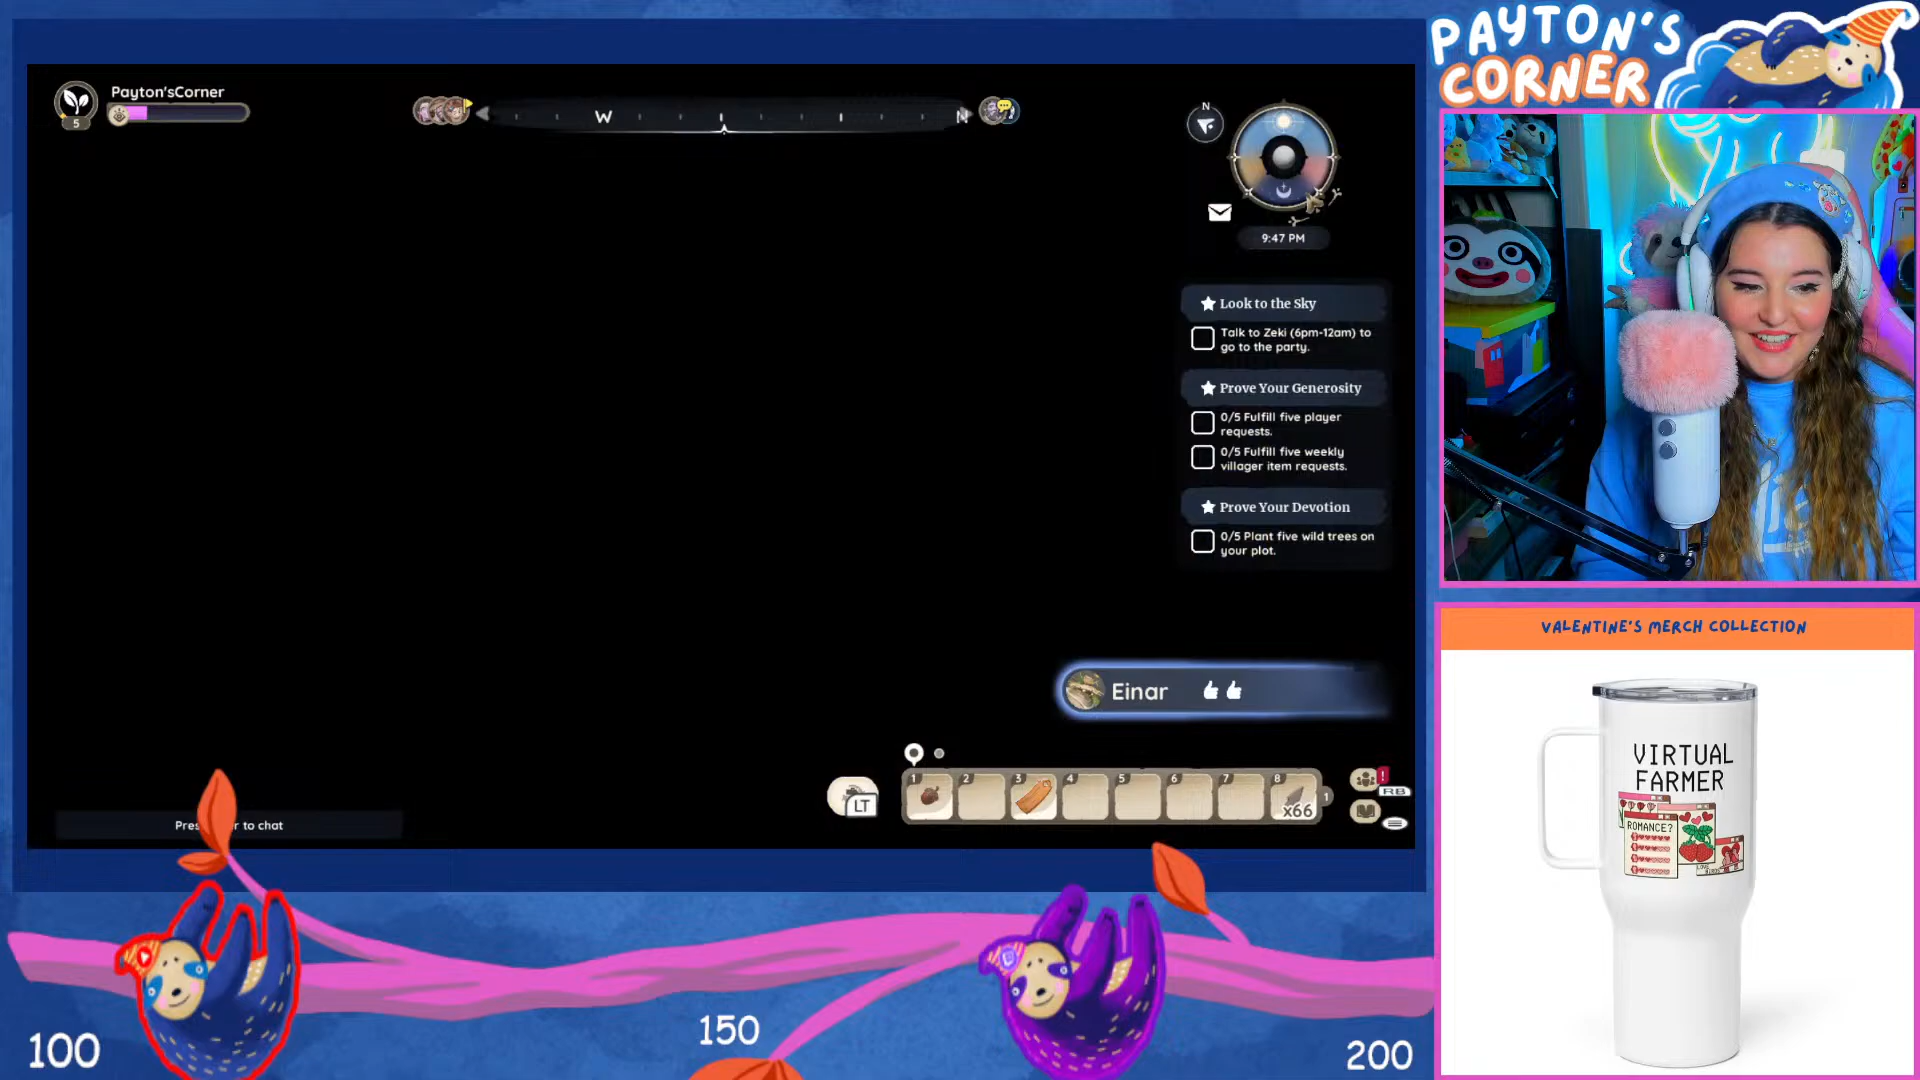 PAYTON'S
CORNER
Payton'sCorner
5
W
N
N
9:47 PM
Look to the Sky
Talk to Zeki (6pm-12am) to
go to the party.
Prove Your Generosity
0/5 Fulfill five player
requests.
0/5 Fulfill five weekly
villager item requests.
Prove Your Devotion
0/5 Plant five wild trees on
your plot.
Einar
LT
1
2
3
4
5
6
7
8
x66
1
RB
to chat
VALENTINE'S MERCH COLLECTION
VIRTUAL
FARMER
ROMANCE?
100
150
200